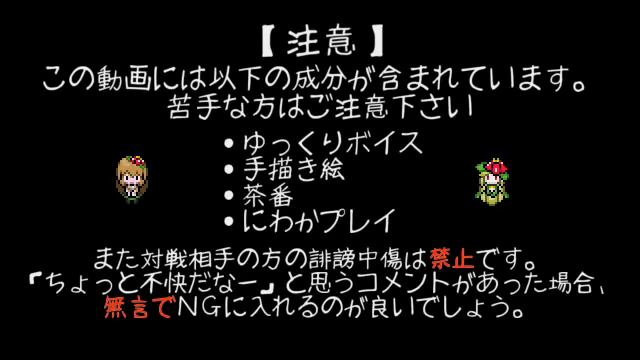 【注意】
この動画には以下の成分が含まれています。
苦手な方はご注意下さい
・ゆっくりボイス
・手描き絵
・茶番
・にわかプレイ
また対戦相手の方の誹謗中傷は禁止です。
「ちょっと不快だなー」と思うコメントがあった場合、
無言でNGに入れるのが良いでしょう。